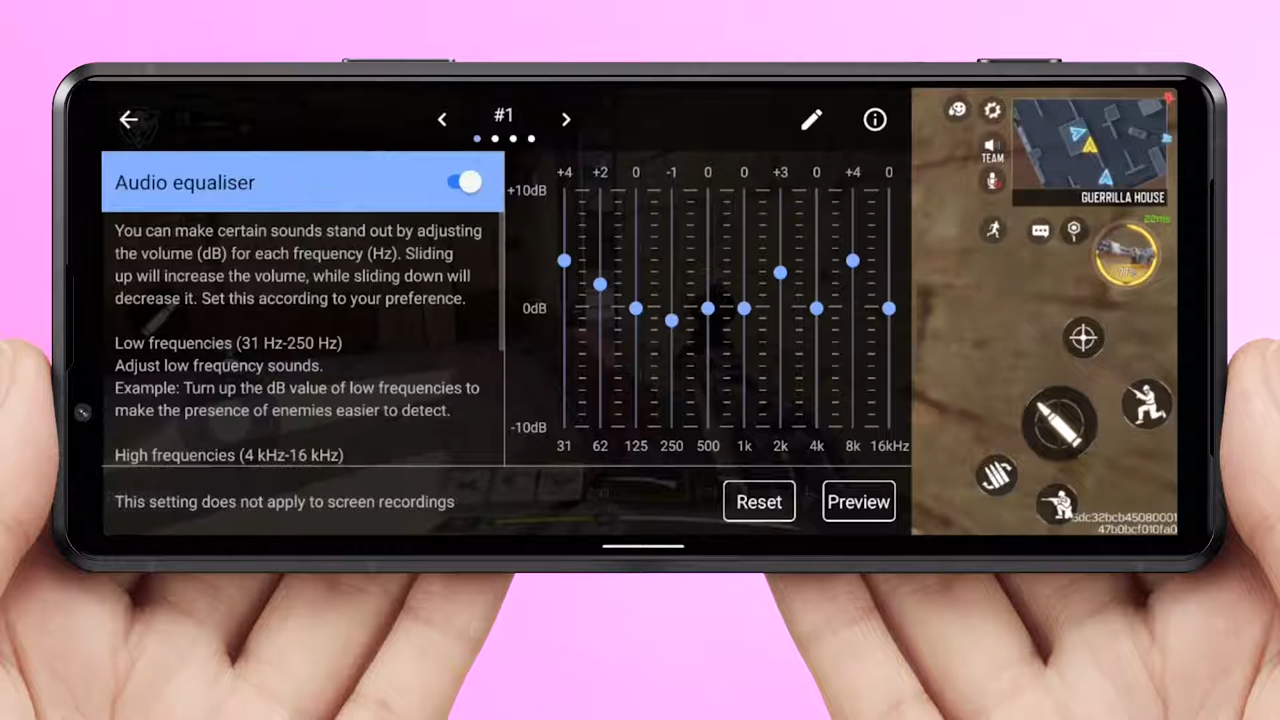 #1
Audio equaliser
You can make certain sounds stand out by adjusting
the volume (dB) for each frequency (Hz). Sliding
up will increase the volume, while sliding down will
decrease it. Set this according to your preference.
Low frequencies (31 Hz-250 Hz)
Adjust low frequency sounds.
Example: Turn up the dB value of low frequencies to
make the presence of enemies easier to detect.
High frequencies (4 kHz-16 kHz)
This setting does not apply to screen recordings
+4 +2 0 -1 0 0 +3 0 +4 0
+10dB
0dB
-10dB
31 62 125 250 500 1k 2k 4k 8k 16kHz
Reset Preview
TEAM
GUERRILLA HOUSE
22ms
5dc32bcb45080001
47b0bcf010fa0